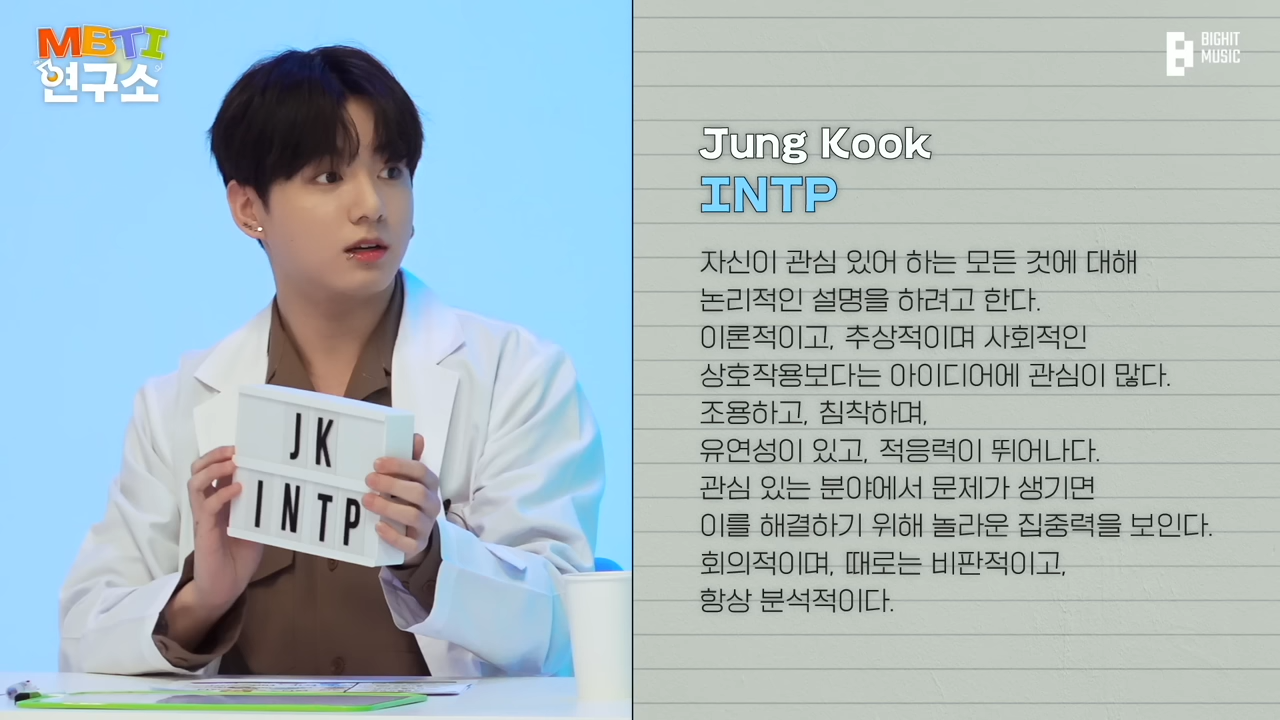 MBTI
연구소
JK
INTP
BIGHIT
MUSIC
Jung Kook
INTP
자신이 관심 있어 하는 모든 것에 대해
논리적인 설명을 하려고 한다.
이론적이고, 추상적이며 사회적인
상호작용보다는 아이디어에 관심이 많다.
조용하고, 침착하며,
유연성이 있고, 적응력이 뛰어나다.
관심 있는 분야에서 문제가 생기면
이를 해결하기 위해 놀라운 집중력을 보인다.
회의적이며, 때로는 비판적이고,
항상 분석적이다.